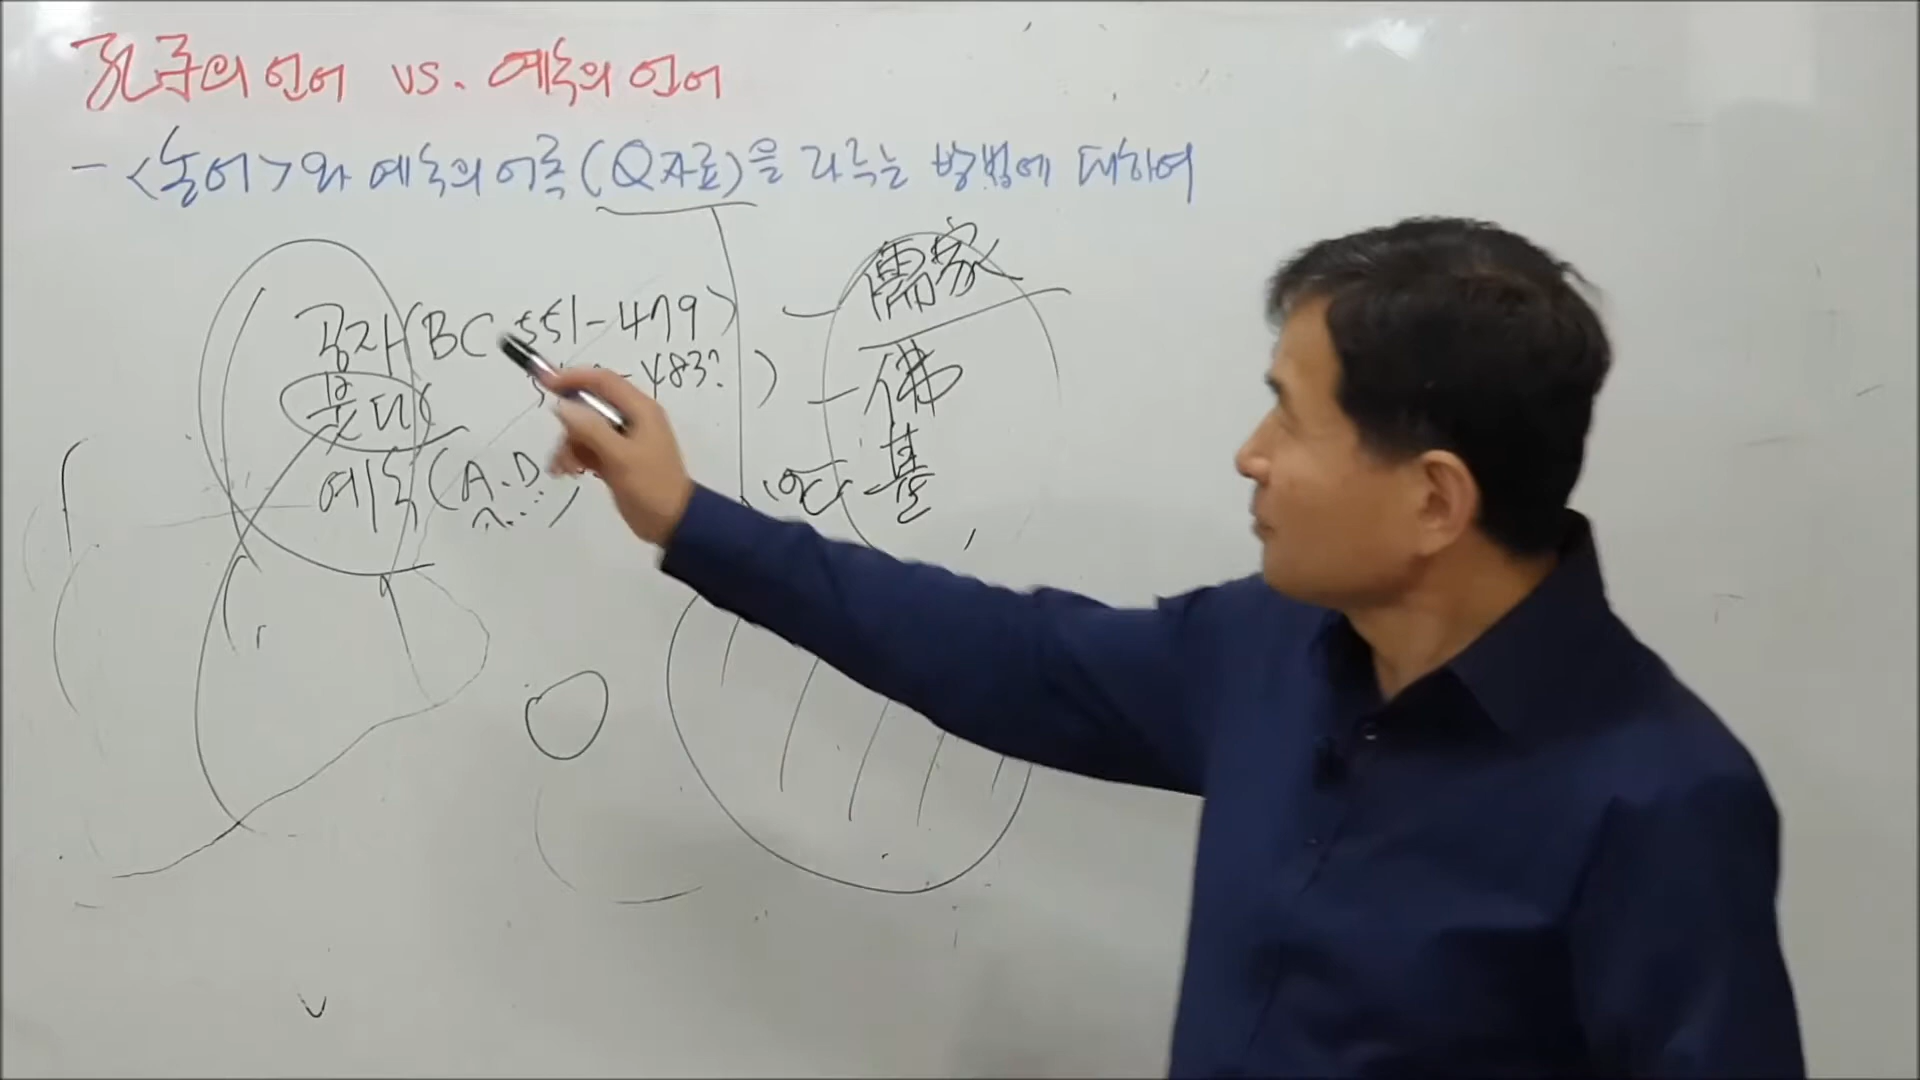 孔子의 언어 vs. 예수의 언어
- <논어>와 예수의 어록(Q자료)을 다루는 방법에 대하여
공자(BC 551-479) - 儒家
붓다( -483?) - 佛
예수(A.D 基